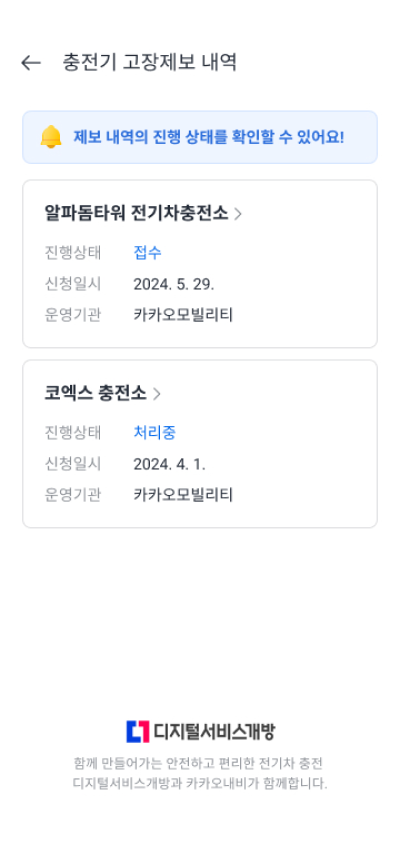 충전기 고장제보 내역
제보 내역의 진행 상태를 확인할 수 있어요!
알파돔타워 전기차충전소
진행상태 접수
신청일시 2024. 5. 29.
운영기관 카카오모빌리티
코엑스 충전소
진행상태 처리중
신청일시 2024. 4. 1.
운영기관 카카오모빌리티
디지털서비스개방
함께 만들어가는 안전하고 편리한 전기차 충전
디지털서비스개방과 카카오내비가 함께합니다.